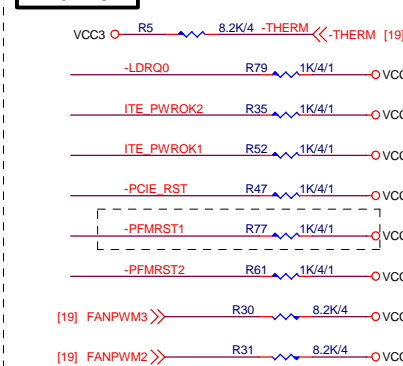 VCC3 R5 8.2K/4 -THERM -THERM [19]
-LDRQ0 R79 1K/4/1 VCC
ITE_PWROK2 R35 1K/4/1 VCC
ITE_PWROK1 R52 1K/4/1 VCC
-PCIE_RST R47 1K/4/1 VCC
-PFMRST1 R77 1K/4/1 VCC
-PFMRST2 R61 1K/4/1 VCC
[19] FANPWM3 R30 8.2K/4 VCC
[19] FANPWM2 R31 8.2K/4 VCC